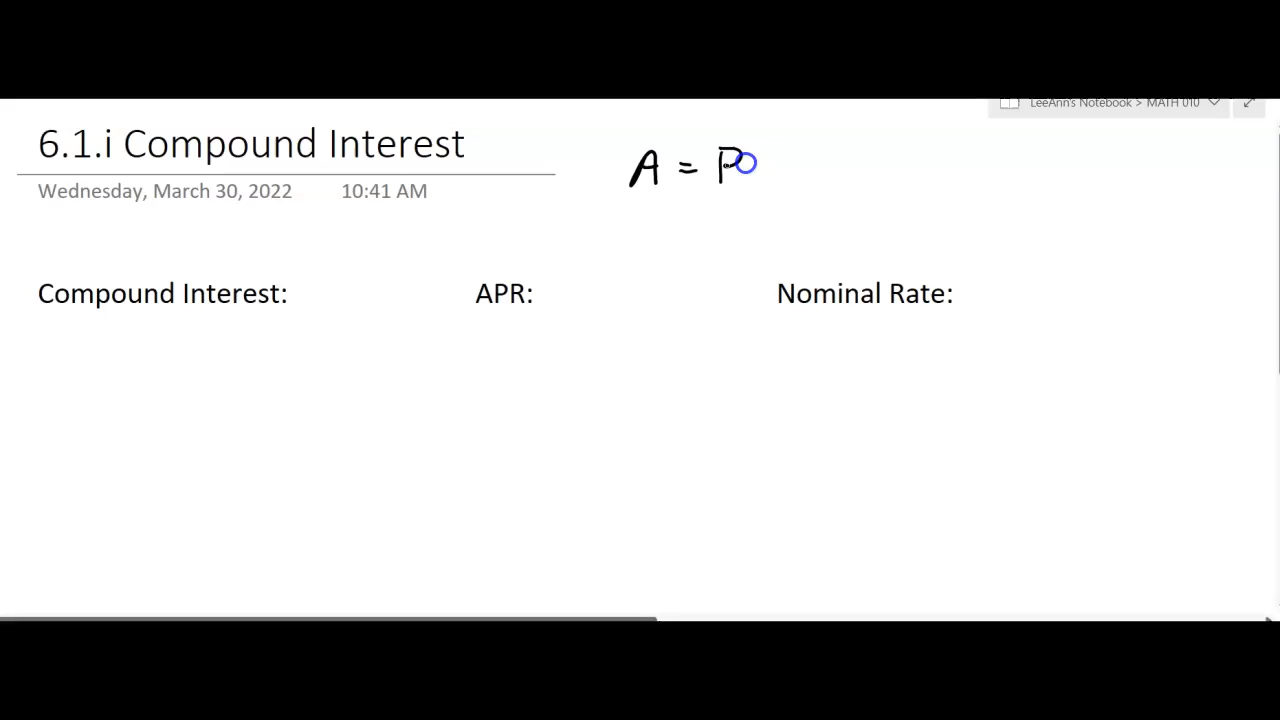 LeeAnn's Notebook > MATH 010
6.1.i Compound Interest
A = P
Wednesday, March 30, 2022 10:41 AM
Compound Interest: APR: Nominal Rate: